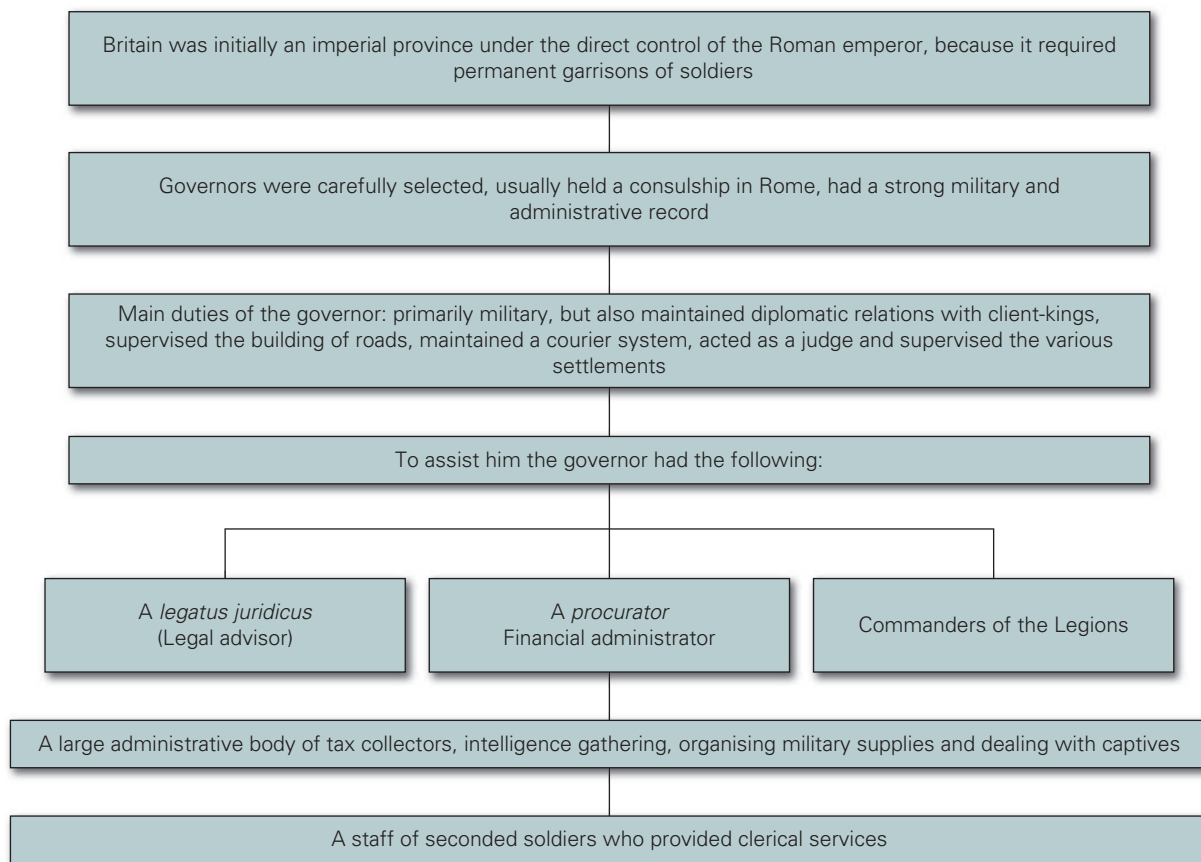 Britain was initially an imperial province under the direct control of the Roman emperor, because it required
permanent garrisons of soldiers
Governors were carefully selected, usually held a consulship in Rome, had a strong military and
administrative record
Main duties of the governor: primarily military, but also maintained diplomatic relations with client-kings,
supervised the building of roads, maintained a courier system, acted as a judge and supervised the various
settlements
To assist him the governor had the following:
A legatus juridicus
(Legal advisor)
A procurator
Financial administrator
Commanders of the Legions
A large administrative body of tax collectors, intelligence gathering, organising military supplies and dealing with captives
A staff of seconded soldiers who provided clerical services